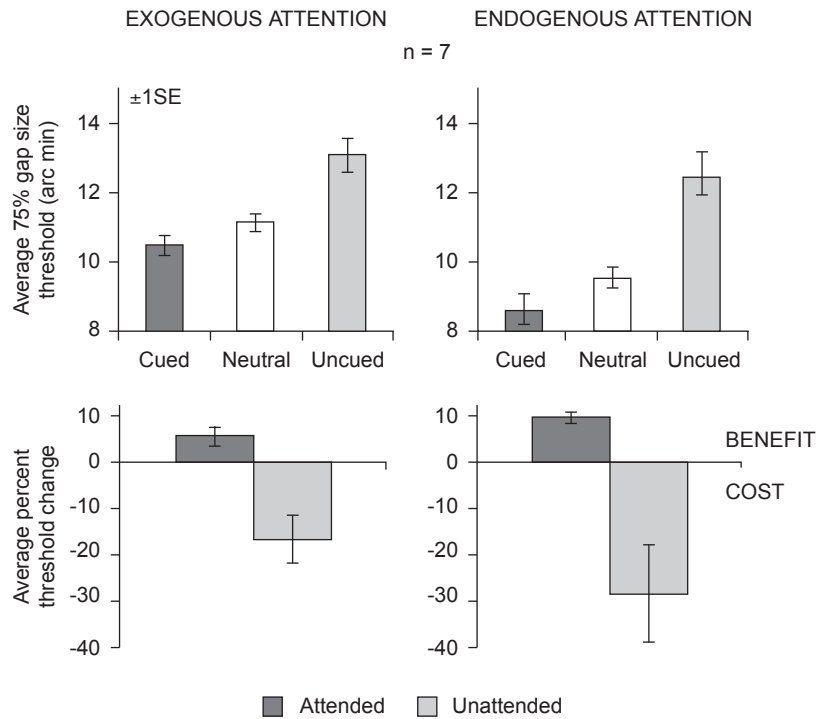 EXOGENOUS ATTENTION
ENDOGENOUS ATTENTION
n = 7
±1SE
Average 75% gap size
threshold (arc min)
14
12
10
8
Cued Neutral Uncued
14
12
10
8
Cued Neutral Uncued
Average percent
threshold change
10
0
-10
-20
-30
-40
10
0
-10
-20
-30
-40
BENEFIT
COST
Attended Unattended